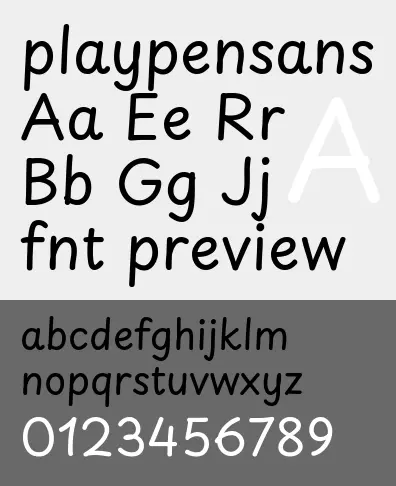 playpensans
Aa Ee Rr
Bb Gg Jj
A
fnt preview
abcdefghijklm
nopqrstuvwxyz
0123456789